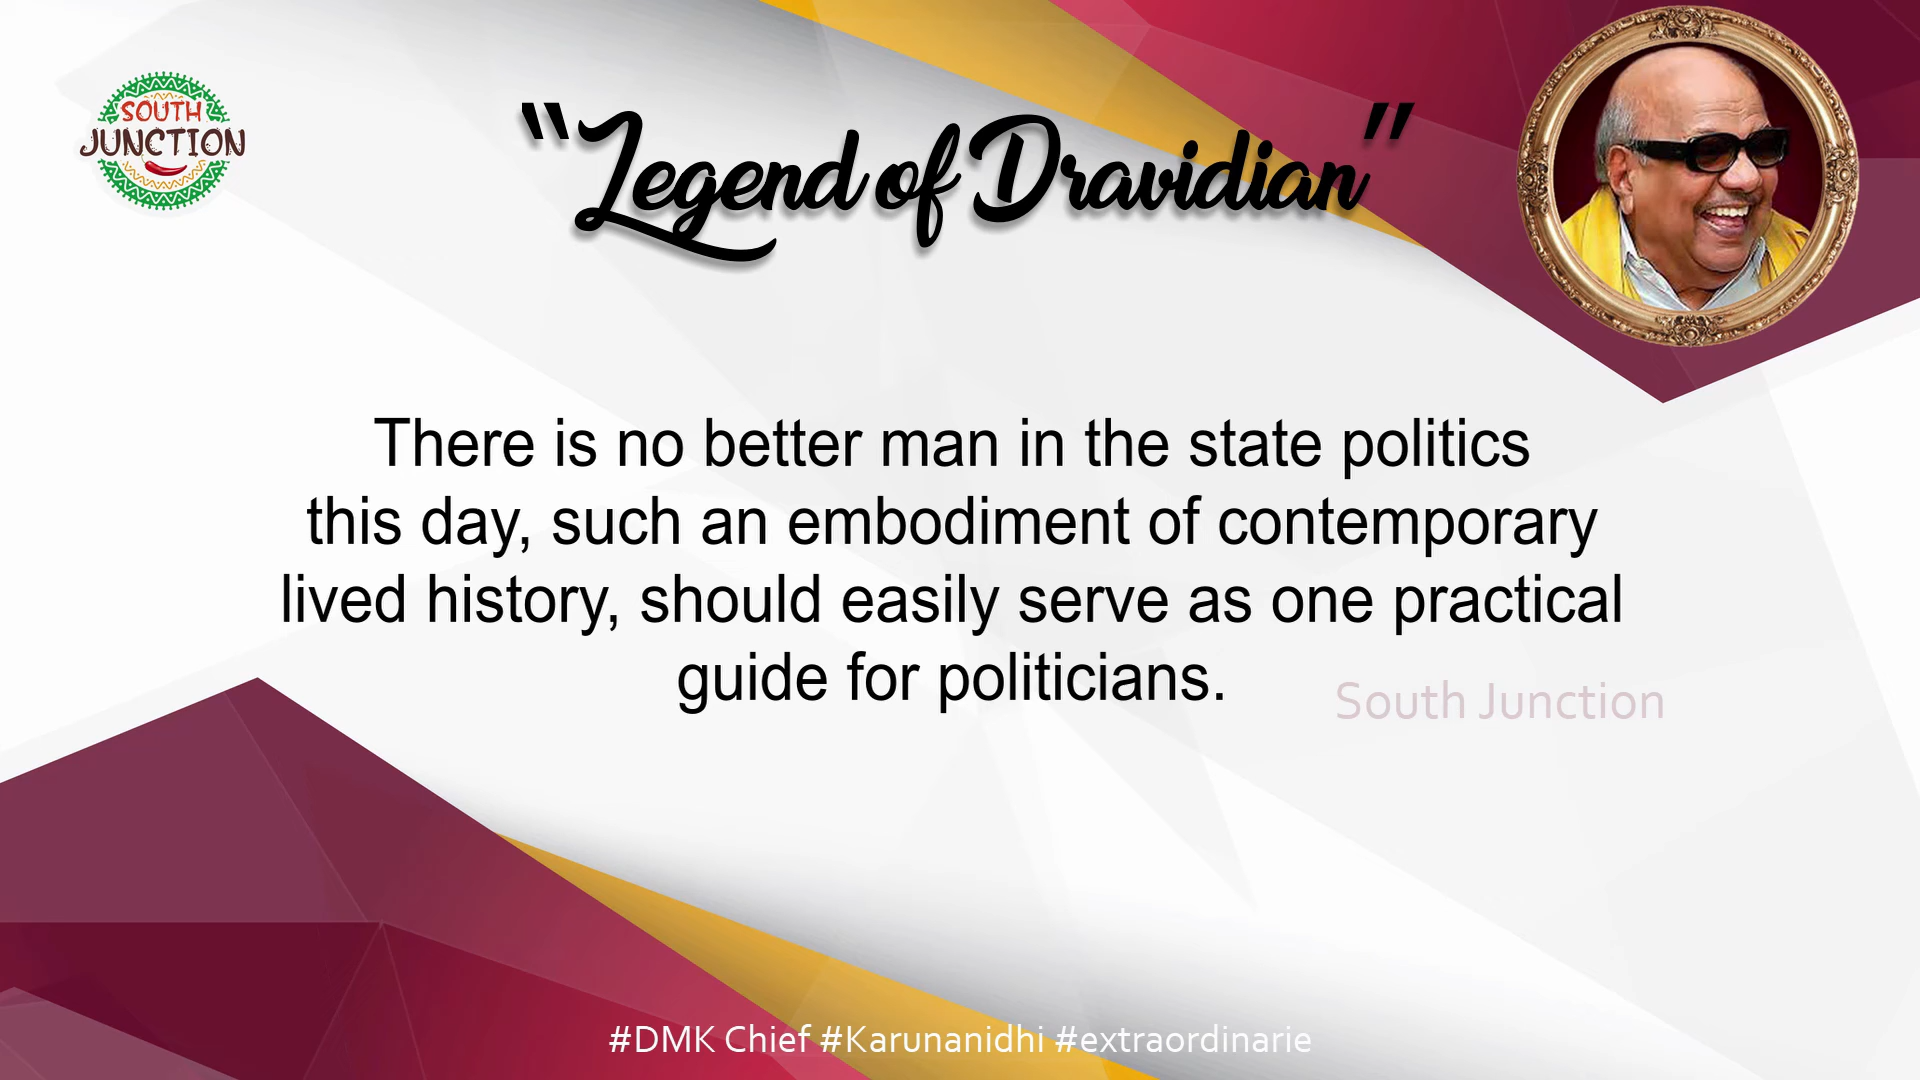 SOUTH
JUNCTION
“Legend of Dravidian”
There is no better man in the state politics
this day, such an embodiment of contemporary
lived history, should easily serve as one practical
guide for politicians.
South Junction
#DMK Chief #Karunanidhi #extraordinarie